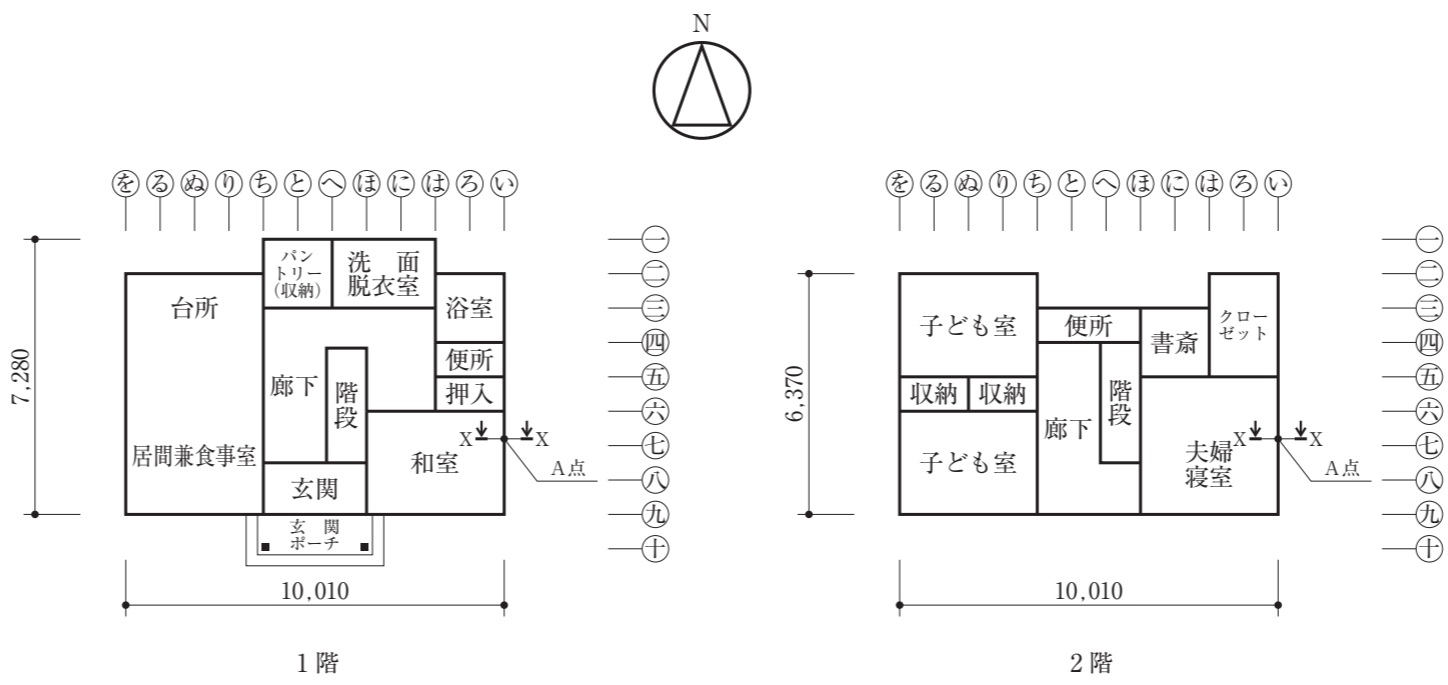 N
を る ぬ り ち と へ ほ に は ろ い
を る ぬ り ち と へ ほ に は ろ い
一
二
三
四
五
六
七
八
九
十
7,280
パン
トリー
(収納)
洗 面
脱衣室
台所
浴室
便所
押入
廊下
階
段
居間兼食事室
和室
X X
A点
玄関
玄 関
ポーチ
10,010
1階
一
二
三
四
五
六
七
八
九
十
6,370
子ども室
便所
書斎
クロー
ゼット
収納 収納
階
段
廊下
子ども室
夫婦
寝室
X X
A点
10,010
2階